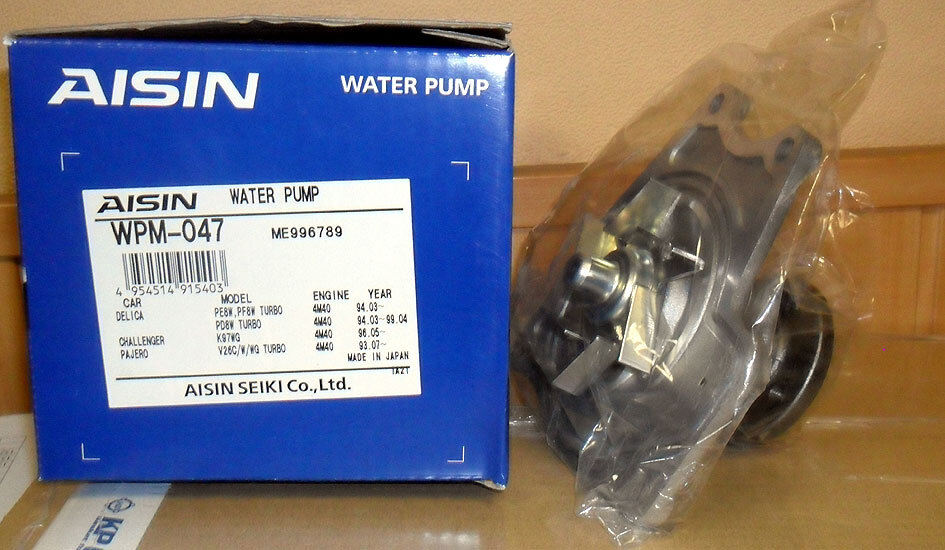 AISIN WATER PUMP
AISIN WATER PUMP
WPM-047 ME996789
4 954514 915403
CAR MODEL ENGINE YEAR
DELICA PE8W,PF8W TURBO 4M40 94.03~
PD8W TURBO 4M40 94.03~99.04
CHALLENGER K97WG 4M40 96.05~
PAJERO V26C/W/WG TURBO 4M40 93.07~
MADE IN JAPAN
1A21
AISIN SEIKI Co.,Ltd.
KP